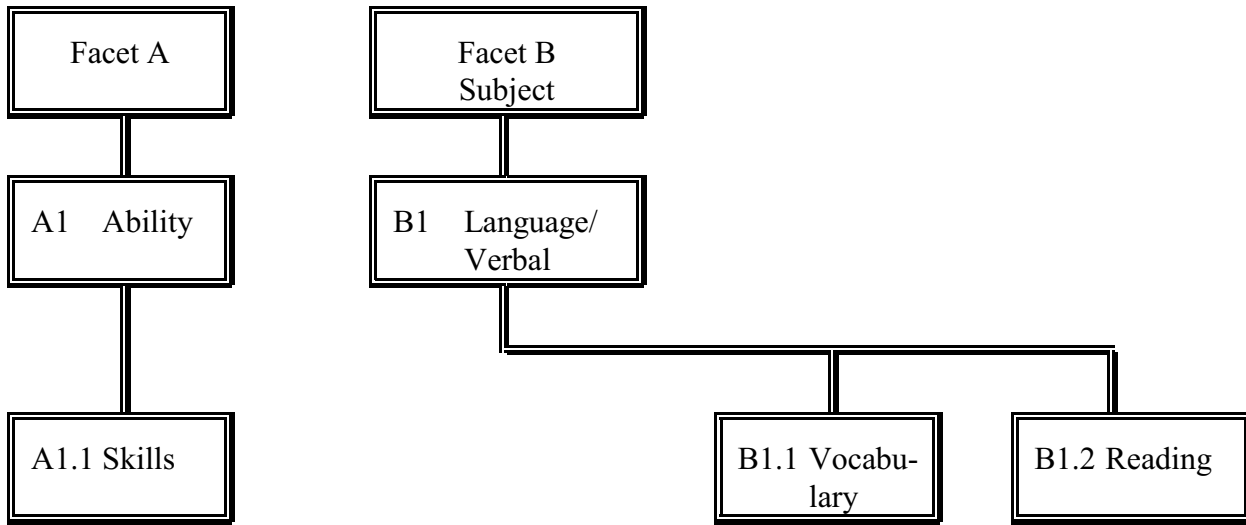 Facet A
Facet B
Subject
A1 Ability
B1 Language/
Verbal
A1.1 Skills
B1.1 Vocabu-
lary
B1.2 Reading